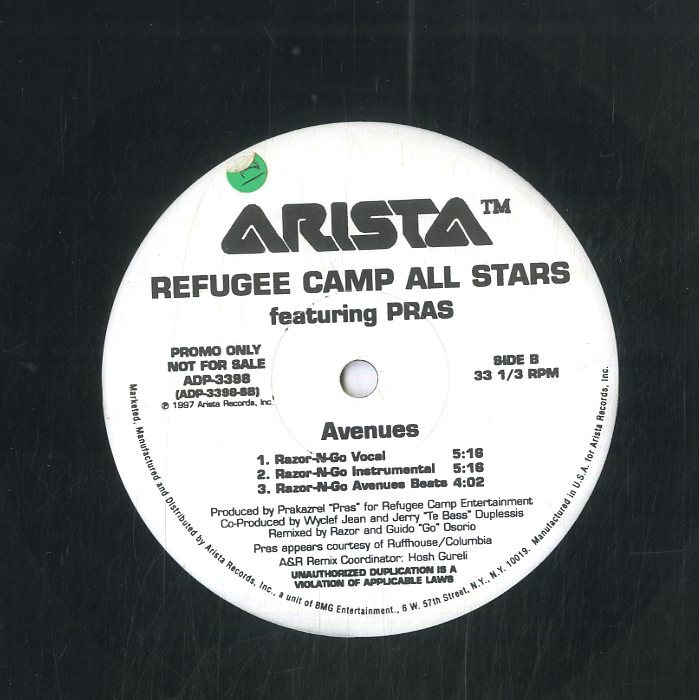 ARISTA™
REFUGEE CAMP ALL STARS
featuring PRAS
PROMO ONLY
NOT FOR SALE
ADP-3398
(ADP-3398-SB)
℗ 1997 Arista Records, Inc.
SIDE B
33 1/3 RPM
Avenues
1. Razor-N-Go Vocal 5:16
2. Razor-N-Go Instrumental 5:16
3. Razor-N-Go Avenues Beats 4:02
Produced by Prakazrel "Pras" for Refugee Camp Entertainment
Co-Produced by Wyclef Jean and Jerry "Te Bass" Duplessis
Remixed by Razor and Guido "Go" Osorio
Pras appears courtesy of Ruffhouse/Columbia
A&R Remix Coordinator: Hosh Gureli
UNAUTHORIZED DUPLICATION IS A
VIOLATION OF APPLICABLE LAWS
Marketed, Manufactured and Distributed by Arista Records, Inc., a unit of BMG Entertainment., 6 W. 57th Street, N.Y., N.Y. 10019. Manufactured in U.S.A. for Arista Records, Inc.